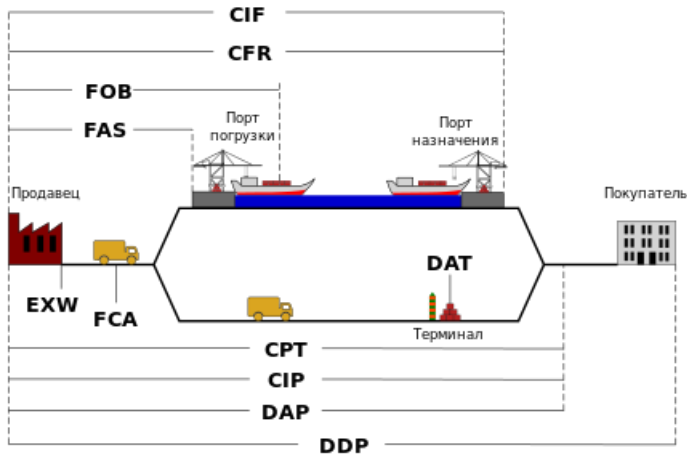 CIF
CFR
FOB
FAS
Порт
погрузки
Порт
назначения
Продавец
Покупатель
DAT
EXW
FCA
Терминал
CPT
CIP
DAP
DDP